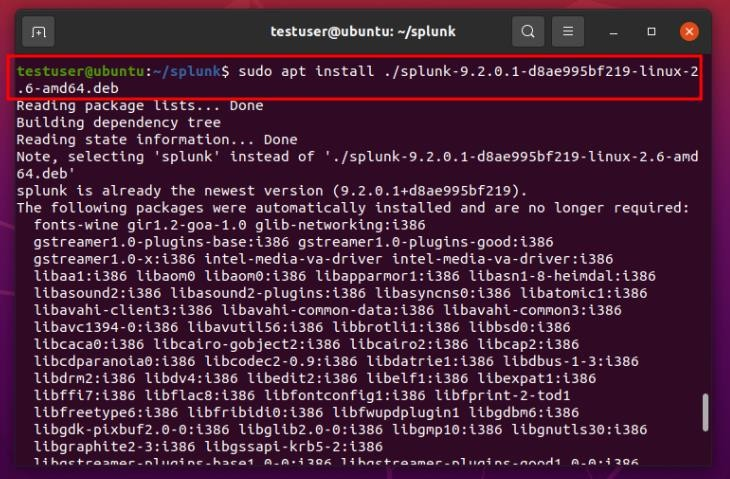 testuser@ubuntu: ~/splunk
testuser@ubuntu:~/splunk$ sudo apt install ./splunk-9.2.0.1-d8ae995bf219-linux-2
.6-amd64.deb
Reading package lists... Done
Building dependency tree
Reading state information... Done
Note, selecting 'splunk' instead of './splunk-9.2.0.1-d8ae995bf219-linux-2.6-amd
64.deb'
splunk is already the newest version (9.2.0.1+d8ae995bf219).
The following packages were automatically installed and are no longer required:
  fonts-wine gir1.2-goa-1.0 glib-networking:i386
  gstreamer1.0-plugins-base:i386 gstreamer1.0-plugins-good:i386
  gstreamer1.0-x:i386 intel-media-va-driver intel-media-va-driver:i386
  libaa1:i386 libaom0 libaom0:i386 libapparmor1:i386 libasn1-8-heimdal:i386
  libasound2:i386 libasound2-plugins:i386 libasyncns0:i386 libatomic1:i386
  libavahi-client3:i386 libavahi-common-data:i386 libavahi-common3:i386
  libavc1394-0:i386 libavutil56:i386 libbrotli1:i386 libbsd0:i386
  libcaca0:i386 libcairo-gobject2:i386 libcairo2:i386 libcap2:i386
  libcdparanoia0:i386 libcodec2-0.9:i386 libdatrie1:i386 libdbus-1-3:i386
  libdrm2:i386 libdv4:i386 libedit2:i386 libelf1:i386 libexpat1:i386
  libffi7:i386 libflac8:i386 libfontconfig1:i386 libfprint-2-tod1
  libfreetype6:i386 libfribidi0:i386 libfwupdplugin1 libgdbm6:i386
  libgdk-pixbuf2.0-0:i386 libglib2.0-0:i386 libgmp10:i386 libgnutls30:i386
  libgraphite2-3:i386 libgssapi-krb5-2:i386
  libgstreamer-plugins-base1.0-0:i386 libgstreamer-plugins-good1.0-0:i386